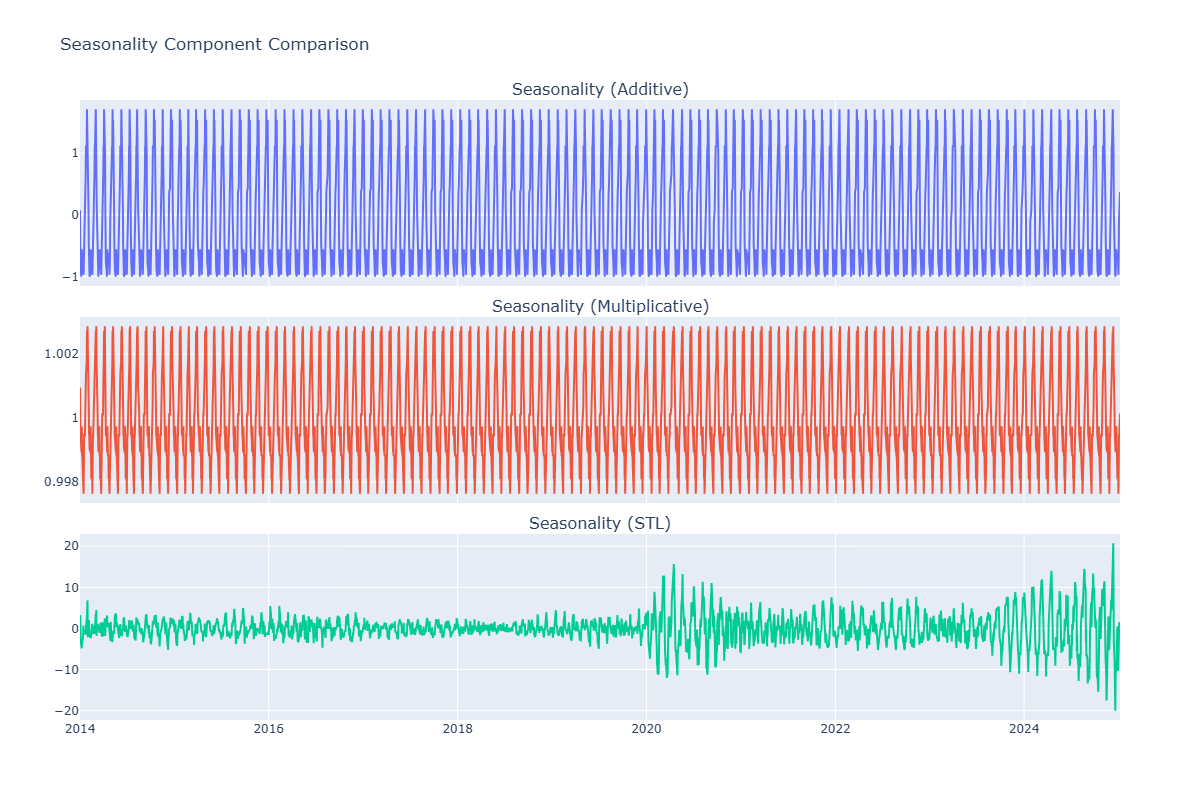 Seasonality Component Comparison
Seasonality (Additive)
1
0
−1
Seasonality (Multiplicative)
1.002
1
0.998
Seasonality (STL)
20
10
0
−10
−20
2014 2016 2018 2020 2022 2024